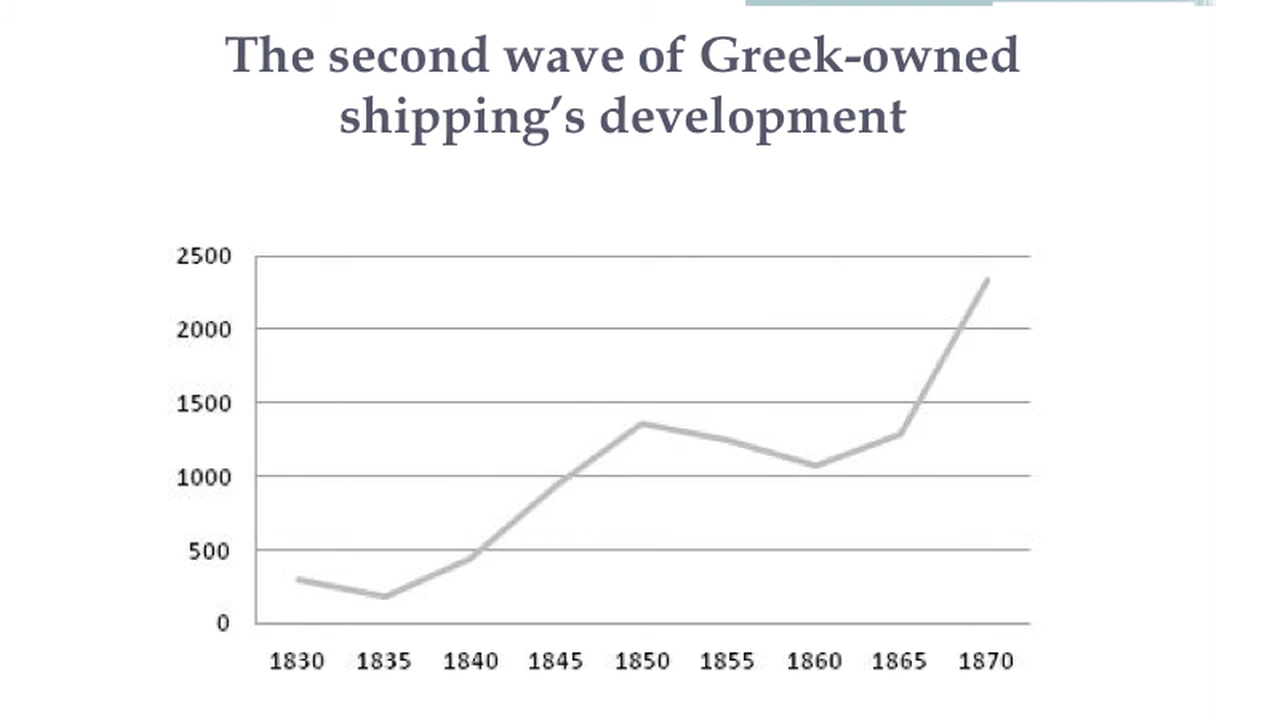 The second wave of Greek-owned
shipping’s development
2500
2000
1500
1000
500
0
1830 1835 1840 1845 1850 1855 1860 1865 1870